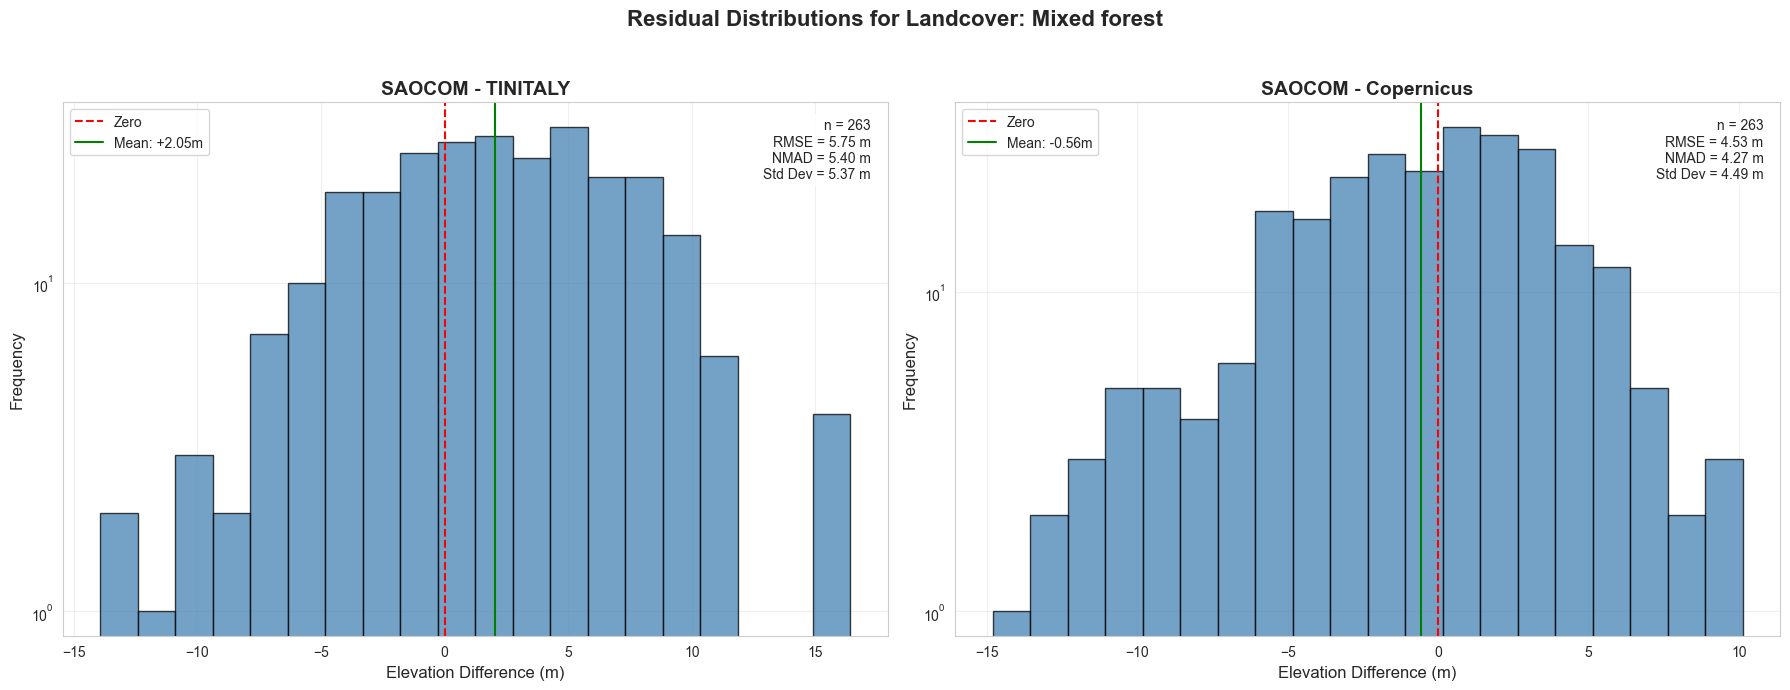 Residual Distributions for Landcover: Mixed forest
SAOCOM - TINITALY
Zero
Mean: +2.05m
n = 263
RMSE = 5.75 m
NMAD = 5.40 m
Std Dev = 5.37 m
10¹
10⁰
Frequency
−15
−10
−5
0
5
10
15
Elevation Difference (m)
SAOCOM - Copernicus
Zero
Mean: -0.56m
n = 263
RMSE = 4.53 m
NMAD = 4.27 m
Std Dev = 4.49 m
10¹
10⁰
Frequency
−15
−10
−5
0
5
10
Elevation Difference (m)